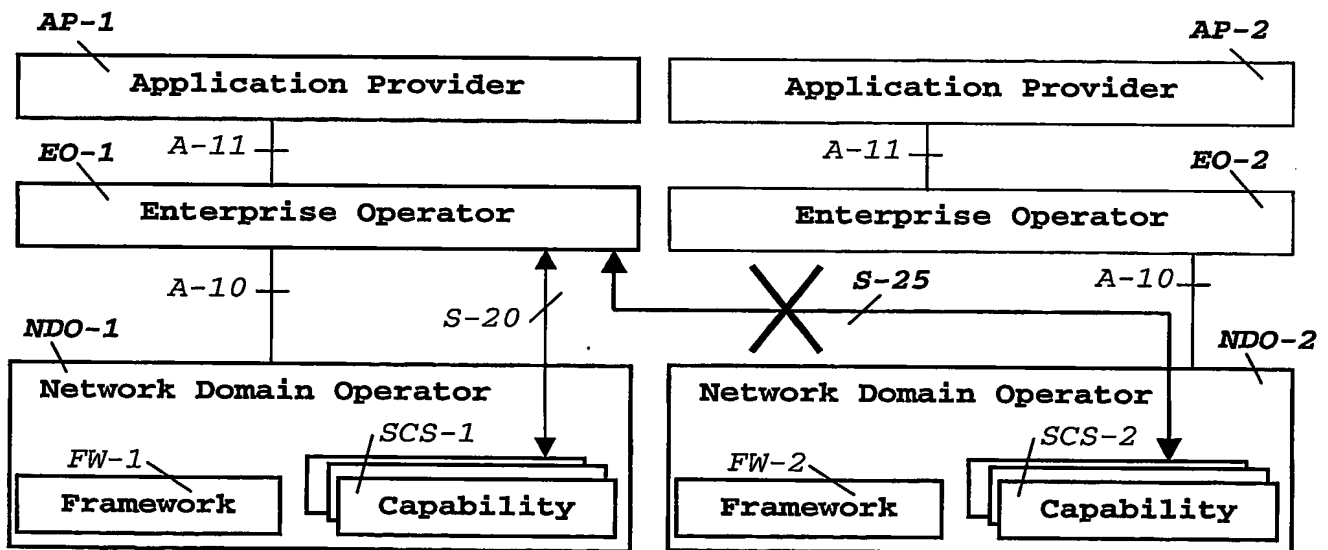 AP-1
AP-2
Application Provider
Application Provider
A-11
A-11
EO-1
EO-2
Enterprise Operator
Enterprise Operator
A-10
S-20
S-25
A-10
NDO-1
NDO-2
Network Domain Operator
Network Domain Operator
SCS-1
SCS-2
FW-1
FW-2
Framework
Capability
Framework
Capability